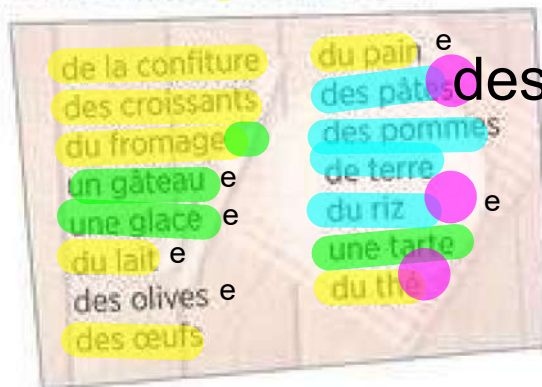 de la confiture
des croissants
du fromage
un gâteau e
une glace e
du lait e
des olives e
des œufs
du pain e
des pâtes des
des pommes
de terre
du riz e
une tarte
du thé